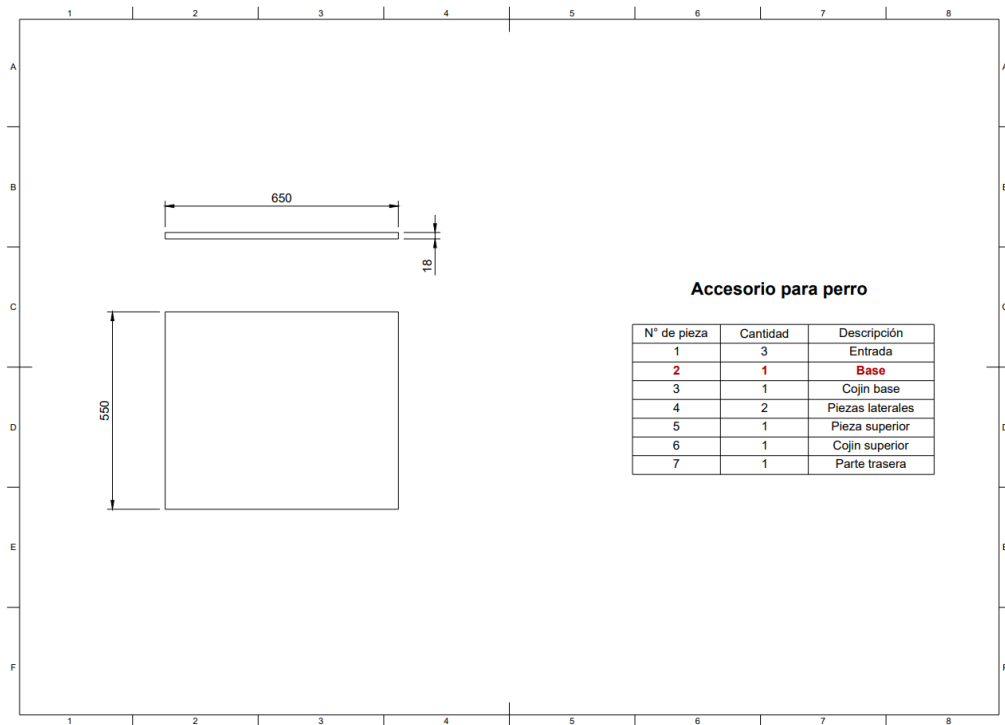 1 2 3 4 5 6 7 8
A A
B B
650
18
C C
Accesorio para perro
N° de pieza Cantidad Descripción
1 3 Entrada
2 1 Base
3 1 Cojin base
4 2 Piezas laterales
5 1 Pieza superior
6 1 Cojin superior
7 1 Parte trasera
550
D D
E E
F F
1 2 3 4 5 6 7 8